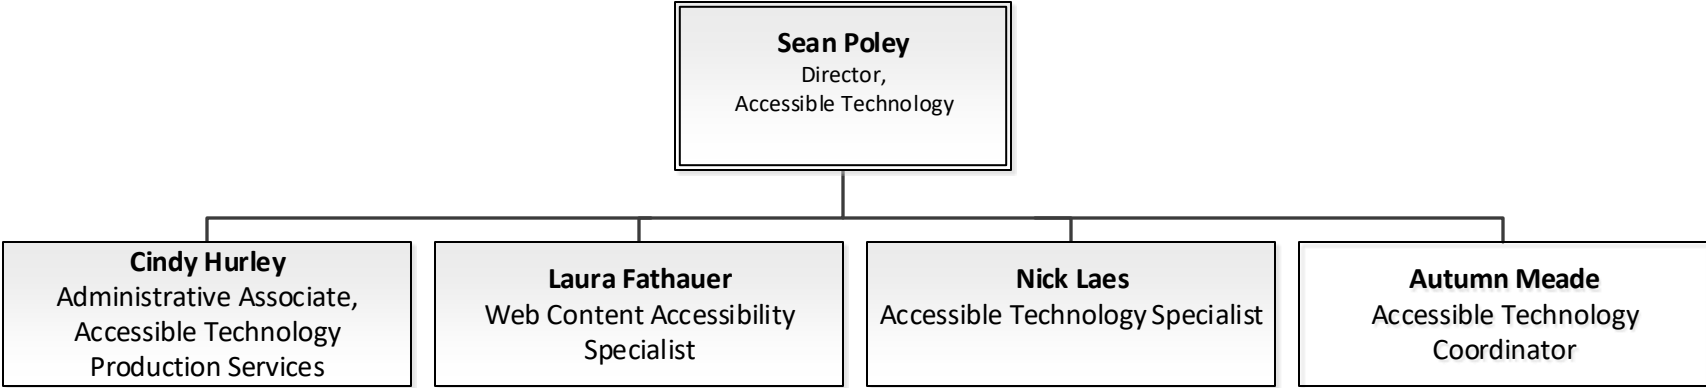 Sean Poley
Director,
Accessible Technology
Cindy Hurley
Administrative Associate,
Accessible Technology
Production Services
Laura Fathauer
Web Content Accessibility
Specialist
Nick Laes
Accessible Technology Specialist
Autumn Meade
Accessible Technology
Coordinator